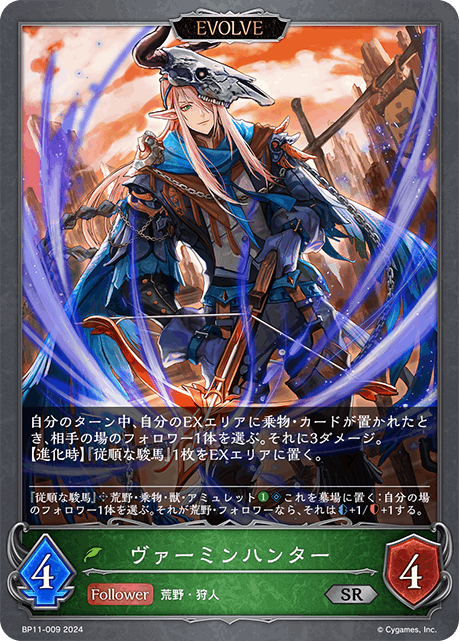 EVOLVE
自分のターン中、自分のEXエリアに乗物・カードが置かれたと
き、相手の場のフォロワー1体を選ぶ。それに3ダメージ。
【進化時】『従順な駿馬』1枚をEXエリアに置く。
『従順な駿馬』荒野・乗物・獣・アミュレット 1 これを墓場に置く:自分の場
のフォロワー1体を選ぶ。それが荒野・フォロワーなら、それは+1/+1する。
ヴァーミンハンター
4
4
Follower 荒野・狩人
SR
BP11-009 2024
© Cygames, Inc.